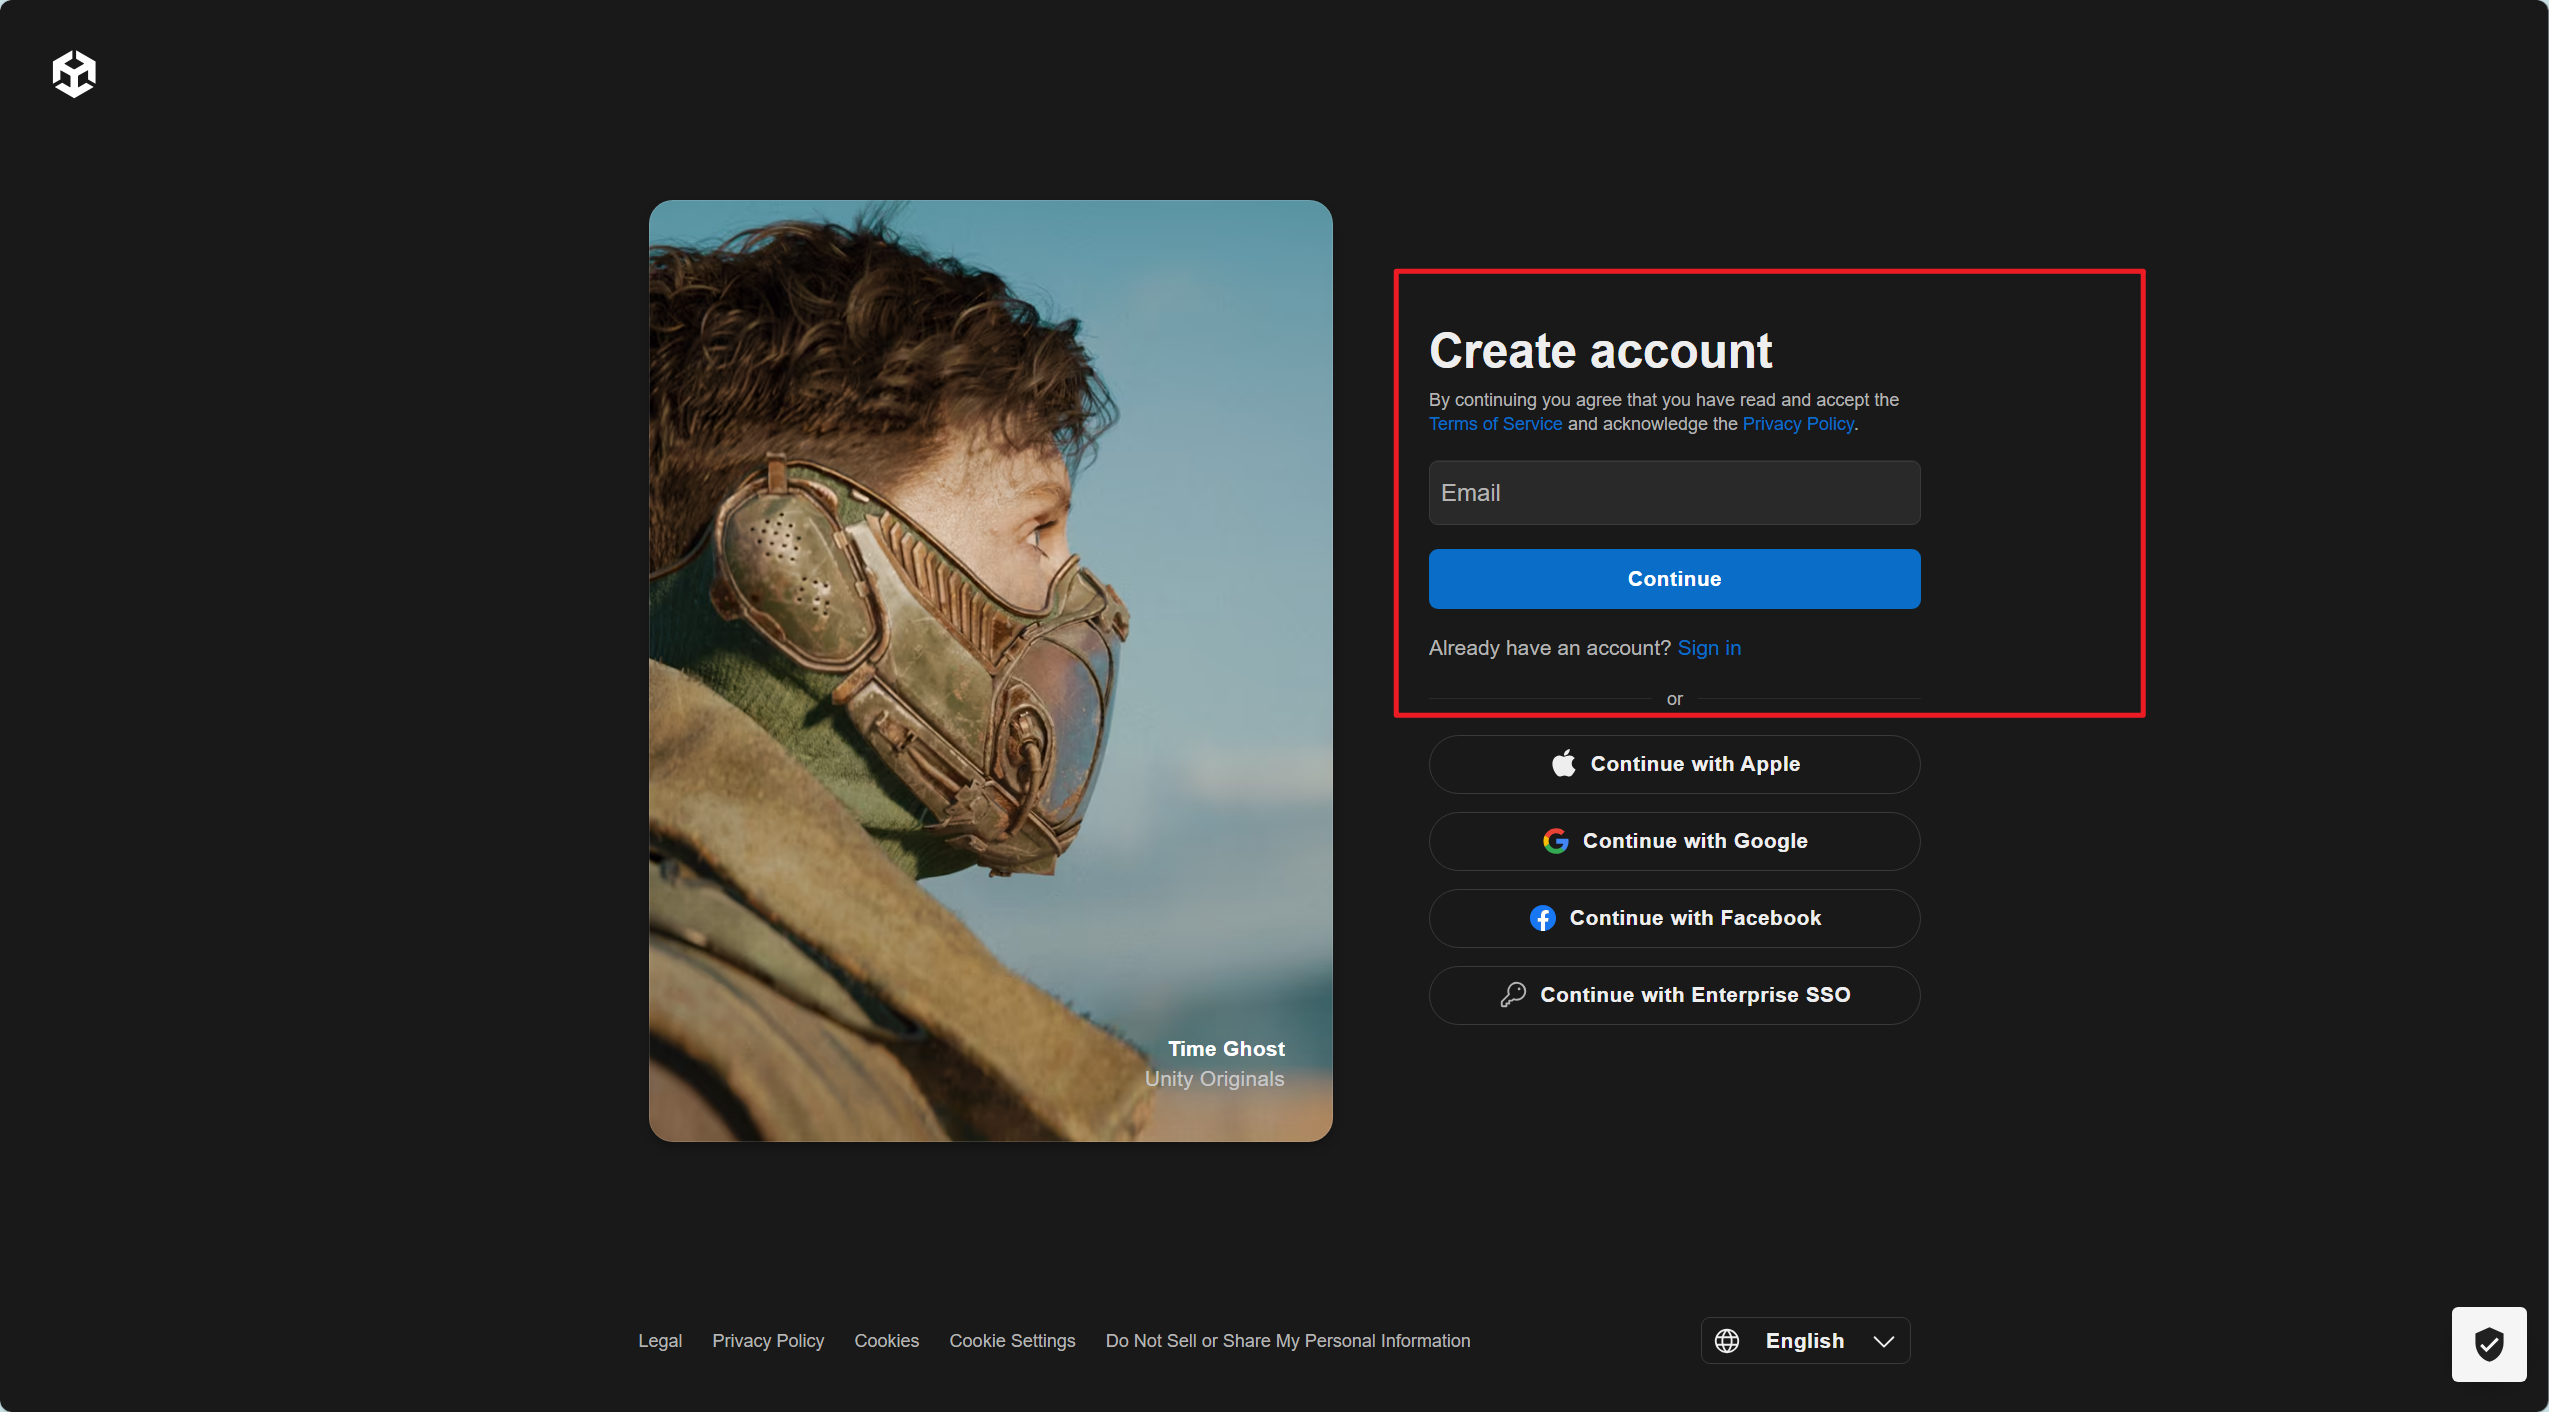 Create account
By continuing you agree that you have read and accept the
Terms of Service and acknowledge the Privacy Policy.
Email
Continue
Already have an account? Sign in
or
Continue with Apple
Continue with Google
Continue with Facebook
Continue with Enterprise SSO
Time Ghost
Unity Originals
Legal Privacy Policy Cookies Cookie Settings Do Not Sell or Share My Personal Information
English